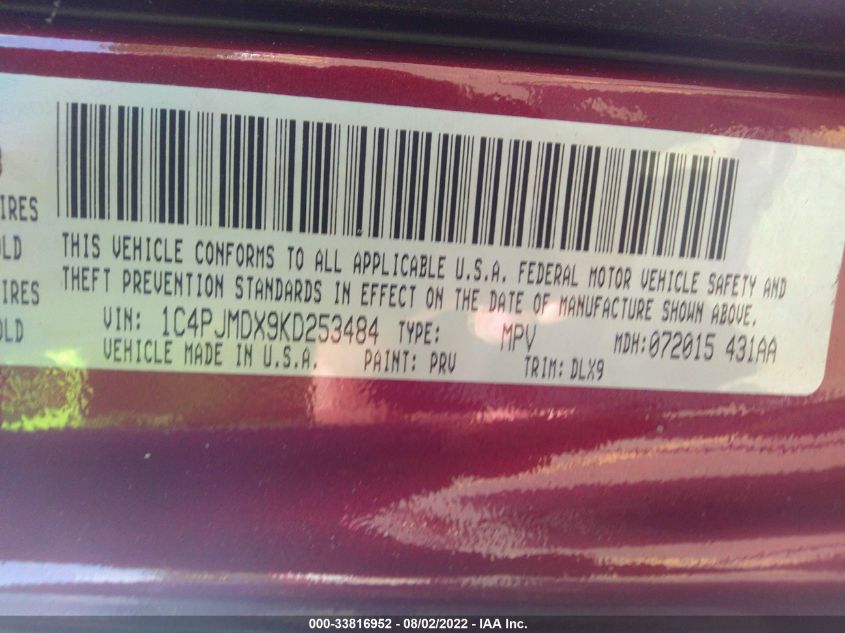 IRES
OLD
IRES
OLD
THIS VEHICLE CONFORMS TO ALL APPLICABLE U.S.A. FEDERAL MOTOR VEHICLE SAFETY AND
THEFT PREVENTION STANDARDS IN EFFECT ON THE DATE OF MANUFACTURE SHOWN ABOVE.
VIN: 1C4PJMDX9KD253484 TYPE: MPV MDH:072015 431AA
VEHICLE MADE IN U.S.A. PAINT: PRV TRIM: DLX9
000-33816952 - 08/02/2022 - IAA Inc.